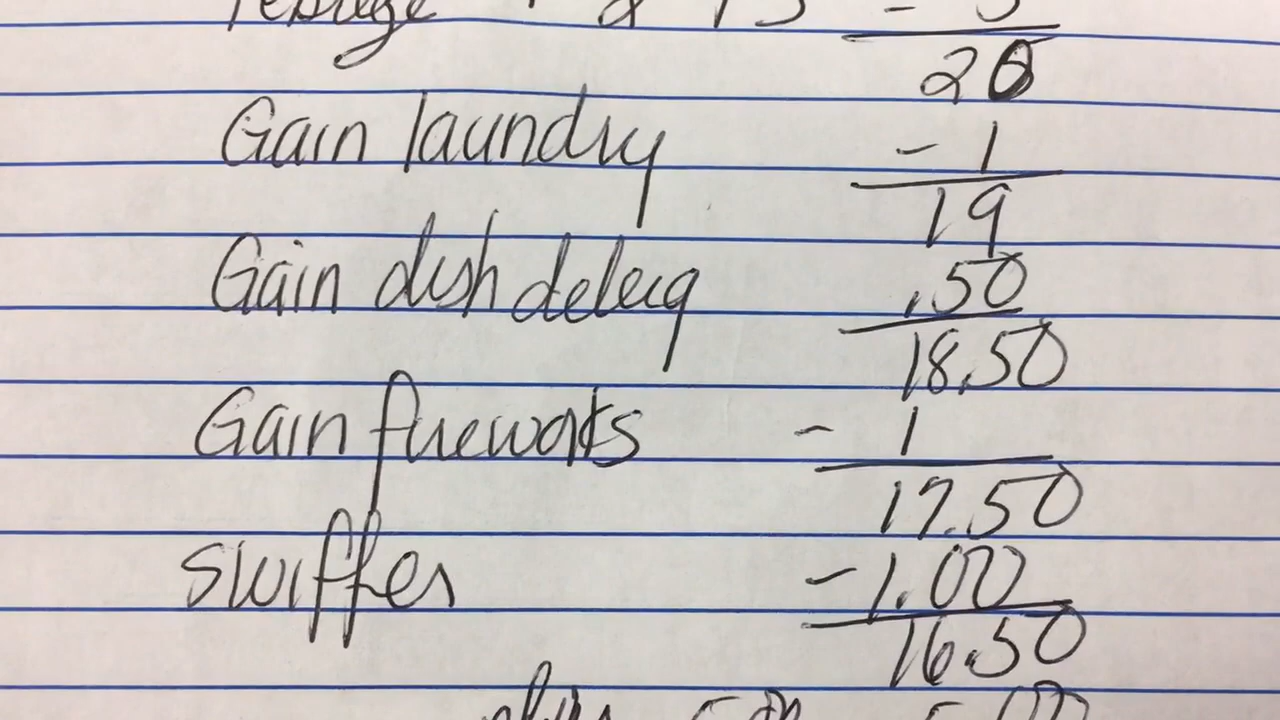 20
Gain laundry - 1
19
Gain dish deterg .50
18.50
Gain fireworks - 1
17.50
swiffer - 1.00
16.50